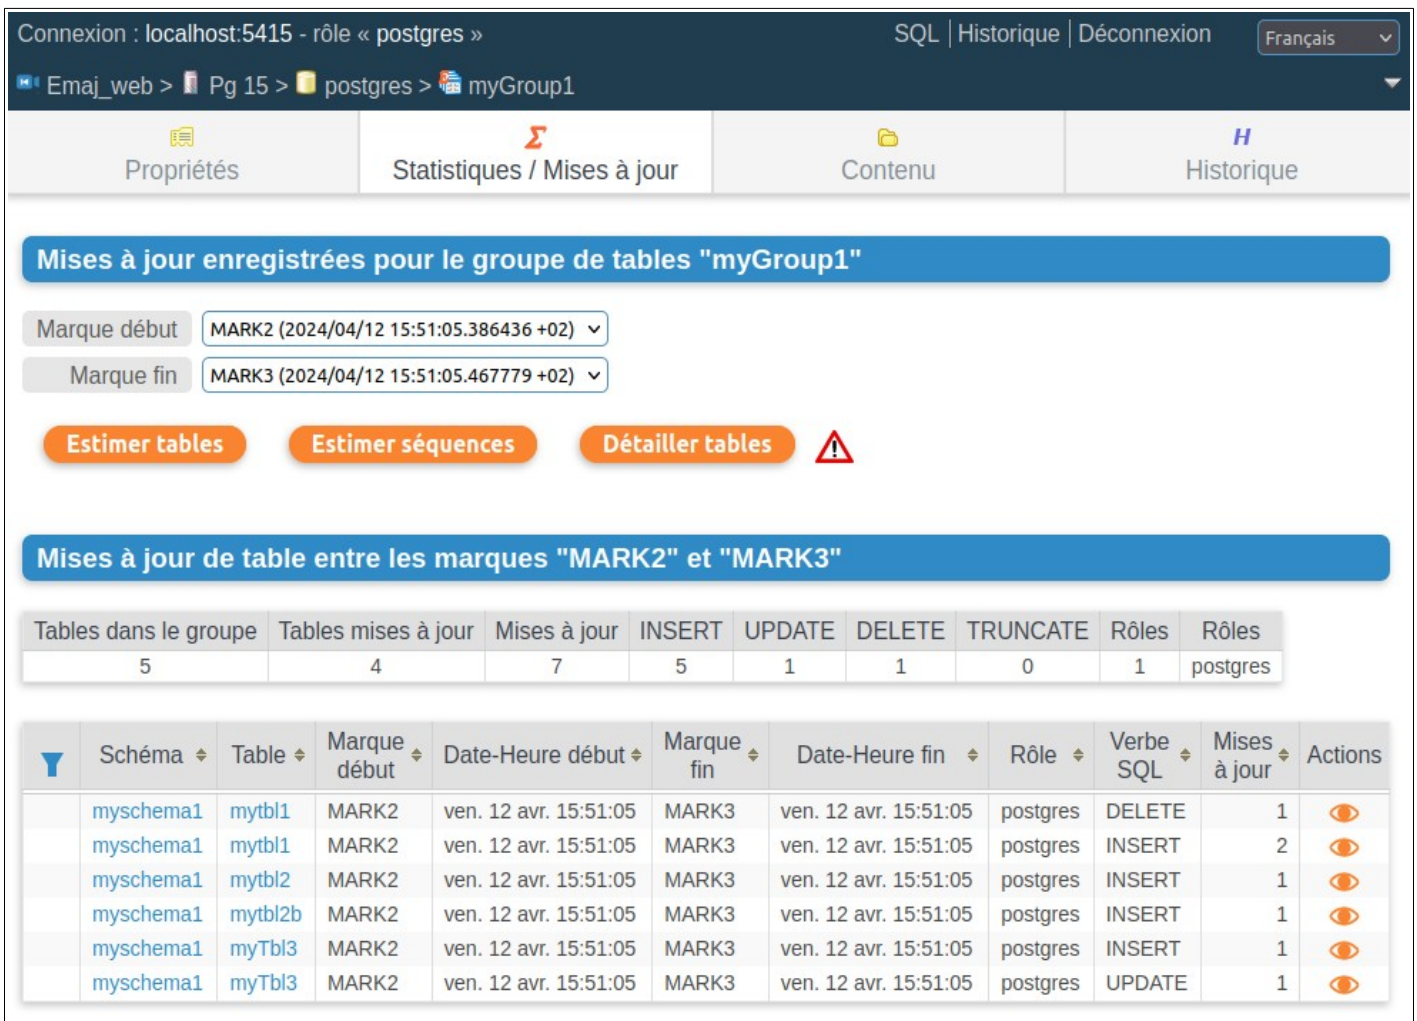 Connexion : localhost:5415 - rôle « postgres » SQL | Historique | Déconnexion Français
Emaj_web > Pg 15 > postgres > myGroup1
Propriétés Σ Statistiques / Mises à jour Contenu H Historique
Mises à jour enregistrées pour le groupe de tables "myGroup1"
Marque début MARK2 (2024/04/12 15:51:05.386436 +02)
Marque fin MARK3 (2024/04/12 15:51:05.467779 +02)
Estimer tables Estimer séquences Détailler tables
Mises à jour de table entre les marques "MARK2" et "MARK3"
Tables dans le groupe Tables mises à jour Mises à jour INSERT UPDATE DELETE TRUNCATE Rôles Rôles
5 4 7 5 1 1 0 1 postgres
Schéma Table Marque début Date-Heure début Marque fin Date-Heure fin Rôle Verbe SQL Mises à jour Actions
myschema1 mytbl1 MARK2 ven. 12 avr. 15:51:05 MARK3 ven. 12 avr. 15:51:05 postgres DELETE 1
myschema1 mytbl1 MARK2 ven. 12 avr. 15:51:05 MARK3 ven. 12 avr. 15:51:05 postgres INSERT 2
myschema1 mytbl2 MARK2 ven. 12 avr. 15:51:05 MARK3 ven. 12 avr. 15:51:05 postgres INSERT 1
myschema1 mytbl2b MARK2 ven. 12 avr. 15:51:05 MARK3 ven. 12 avr. 15:51:05 postgres INSERT 1
myschema1 myTbl3 MARK2 ven. 12 avr. 15:51:05 MARK3 ven. 12 avr. 15:51:05 postgres INSERT 1
myschema1 myTbl3 MARK2 ven. 12 avr. 15:51:05 MARK3 ven. 12 avr. 15:51:05 postgres UPDATE 1